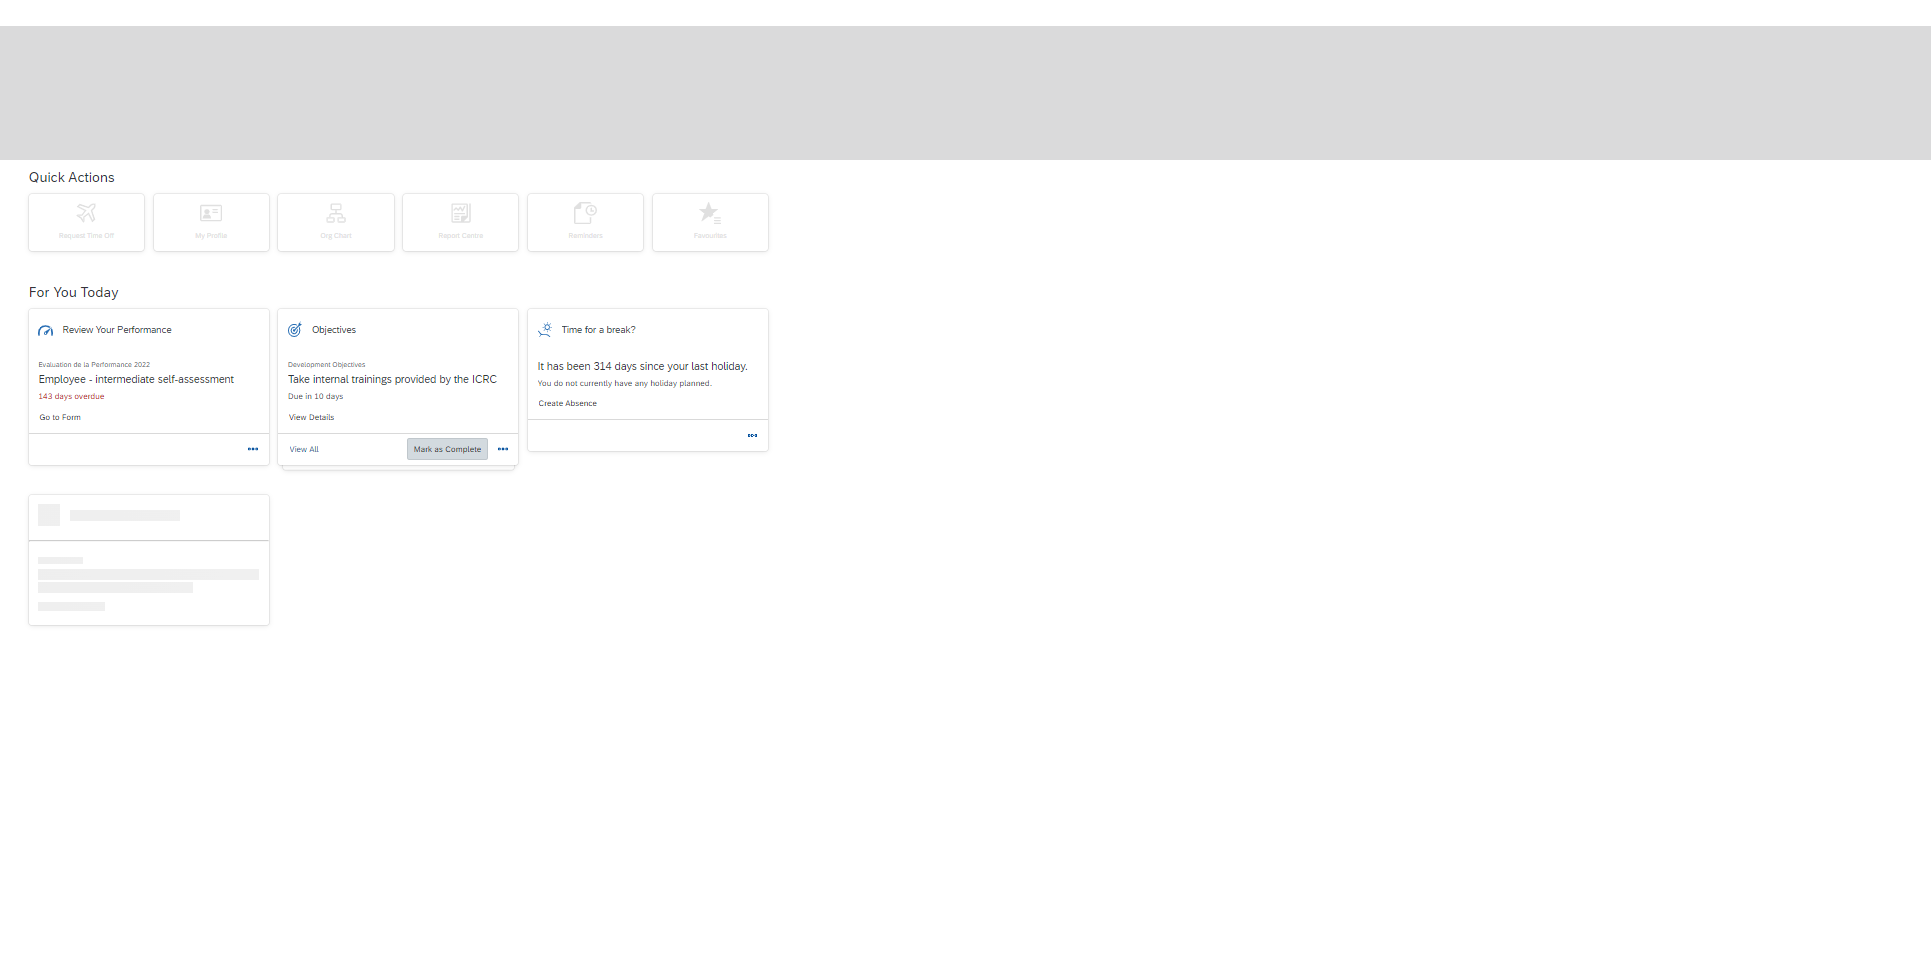 Quick Actions
Request Time Off
My Profile
Org Chart
Report Centre
Reminders
Favourites
For You Today
Review Your Performance
Evaluation de la Performance 2022
Employee - intermediate self-assessment
143 days overdue
Go to Form
Objectives
Development Objectives
Take internal trainings provided by the ICRC
Due in 10 days
View Details
View All
Mark as Complete
Time for a break?
It has been 314 days since your last holiday.
You do not currently have any holiday planned.
Create Absence